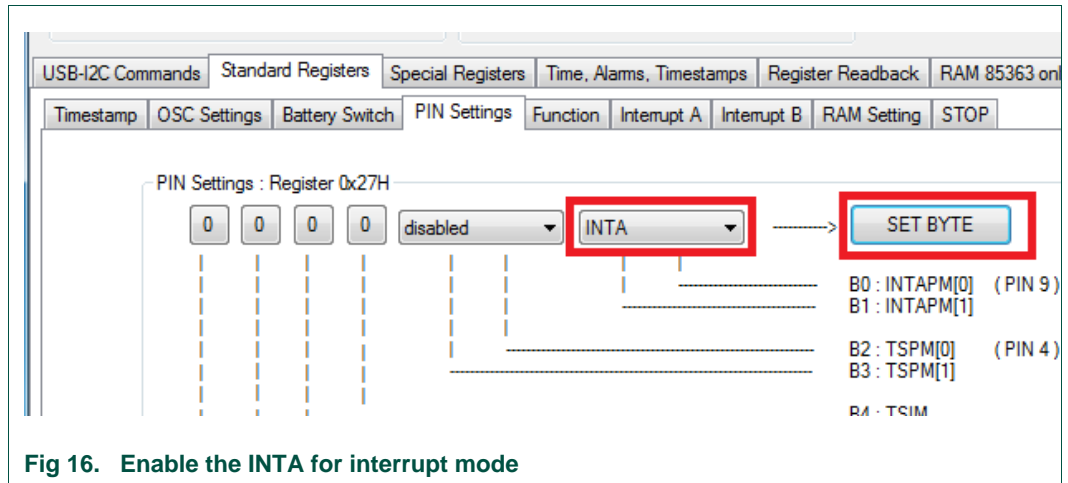 USB-I2C Commands Standard Registers Special Registers Time, Alarms, Timestamps Register Readback RAM 85363 onl
Timestamp OSC Settings Battery Switch PIN Settings Function Interrupt A Interrupt B RAM Setting STOP
PIN Settings : Register 0x27H
0 0 0 0 disabled INTA ----------> SET BYTE
B0 : INTAPM[0] ( PIN 9 )
B1 : INTAPM[1]
B2 : TSPM[0] ( PIN 4 )
B3 : TSPM[1]
B4 : TSIM
Fig 16. Enable the INTA for interrupt mode